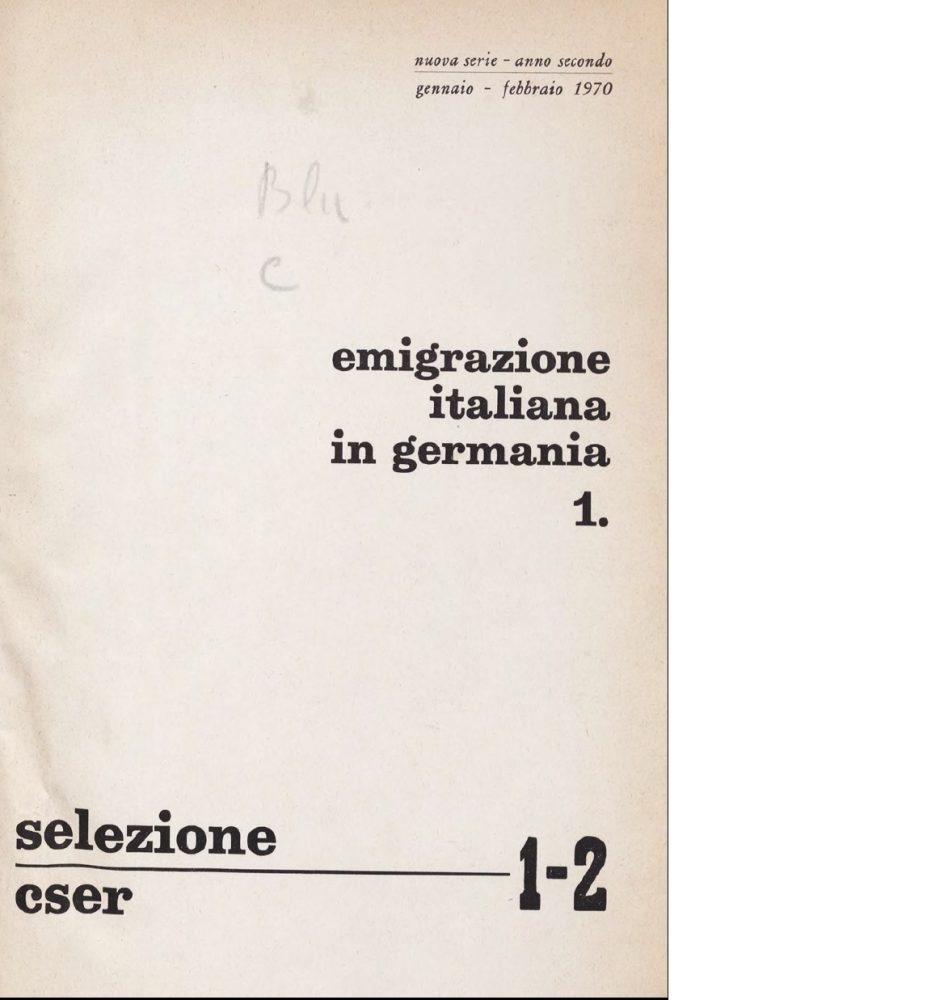 nuova serie - anno secondo
gennaio - febbraio 1970
Blu
C
emigrazione
italiana
in germania
1.
selezione
cser
1-2